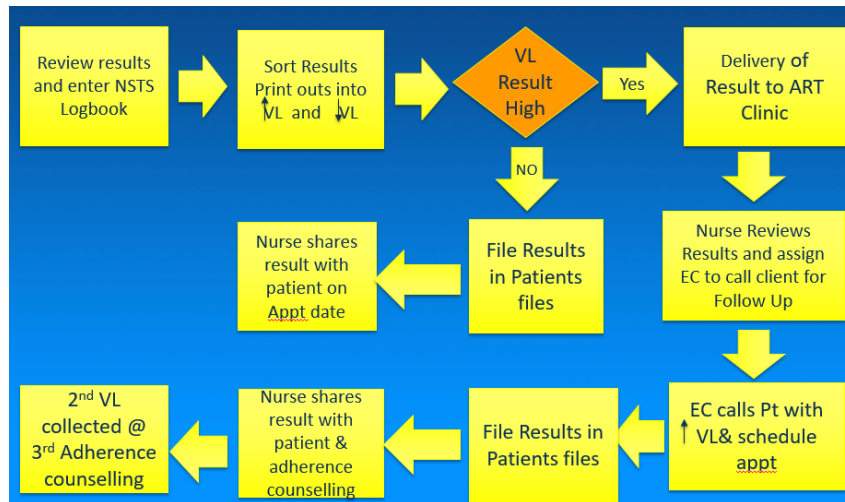 Review results
and enter NSTS
Logbook
Sort Results
Print outs into
↑VL and ↓VL
VL
Result
High
Yes
Delivery of
Result to ART
Clinic
NO
Nurse shares
result with
patient on
Appt date
File Results
in Patients
files
Nurse Reviews
Results and assign
EC to call client for
Follow Up
2nd VL
collected @
3rd Adherence
counselling
Nurse shares
result with
patient &
adherence
counselling
File Results in
Patients files
EC calls Pt with
↑ VL& schedule
appt